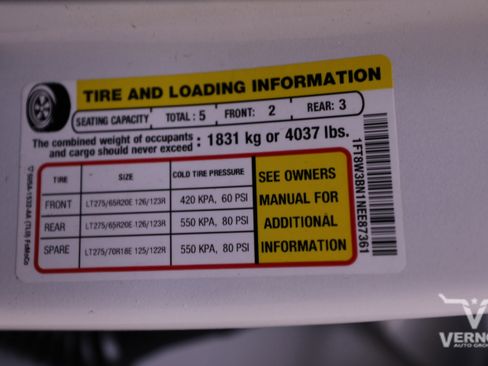 TIRE AND LOADING INFORMATION
SEATING CAPACITY TOTAL : 5 FRONT: 2 REAR: 3
The combined weight of occupants and cargo should never exceed : 1831 kg or 4037 lbs.
TIRE SIZE COLD TIRE PRESSURE
FRONT LT275/65R20E 126/123R 420 KPA, 60 PSI
REAR LT275/65R20E 126/123R 550 KPA, 80 PSI
SPARE LT275/70R18E 125/122R 550 KPA, 80 PSI
SEE OWNERS
MANUAL FOR
ADDITIONAL
INFORMATION
1FT8W3BN1NEE87361
VERNO
AUTO GROU